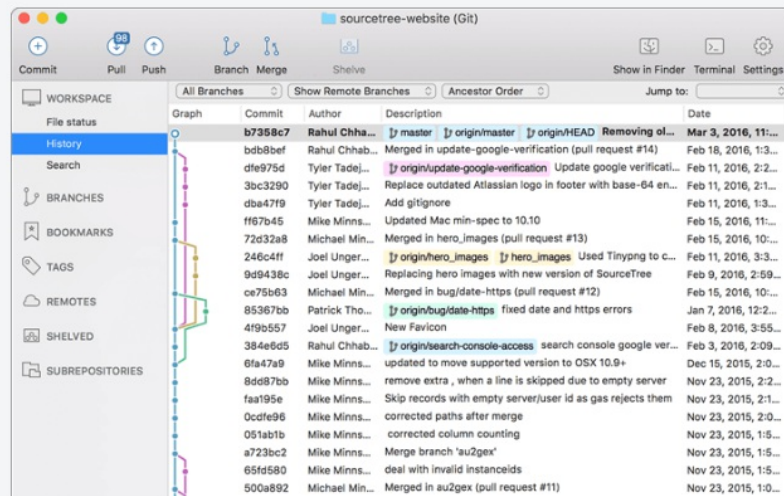 sourcetree-website (Git)
98
Commit Pull Push Branch Merge Shelve Show in Finder Terminal Settings
All Branches Show Remote Branches Ancestor Order Jump to:
WORKSPACE
File status
History
Search
BRANCHES
BOOKMARKS
TAGS
REMOTES
SHELVED
SUBREPOSITORIES
Graph Commit Author Description Date
b7358c7 Rahul Chha... master origin/master origin/HEAD Removing ol... Mar 3, 2016, 11:...
bdb8bef Rahul Chhab... Merged in update-google-verification (pull request #14) Feb 18, 2016, 1:3...
dfe975d Tyler Tadej... origin/update-google-verification Update google verificati... Feb 11, 2016, 2:2...
3bc3290 Tyler Tadej... Replace outdated Atlassian logo in footer with base-64 en... Feb 11, 2016, 2:1...
dba47f9 Tyler Tadej... Add gitignore Feb 11, 2016, 1:3...
ff67b45 Mike Minns... Updated Mac min-spec to 10.10 Feb 15, 2016, 11:...
72d32a8 Michael Min... Merged in hero_images (pull request #13) Feb 15, 2016, 10:...
246c4ff Joel Unger... origin/hero_images hero_images Used Tinypng to c... Feb 11, 2016, 3:3...
9d9438c Joel Unger... Replacing hero images with new version of SourceTree Feb 9, 2016, 2:59...
ce75b63 Michael Min... Merged in bug/date-https (pull request #12) Feb 15, 2016, 10:...
85367bb Patrick Tho... origin/bug/date-https fixed date and https errors Jan 7, 2016, 12:2...
4f9b557 Joel Unger... New Favicon Feb 8, 2016, 3:55...
384e6d5 Rahul Chhab... origin/search-console-access search console google ver... Feb 3, 2016, 2:09...
6fa47a9 Mike Minns... updated to move supported version to OSX 10.9+ Dec 15, 2015, 2:0...
8dd87bb Mike Minns... remove extra , when a line is skipped due to empty server Nov 23, 2015, 2:2...
faa195e Mike Minns... Skip records with empty server/user id as gas rejects them Nov 23, 2015, 2:1...
0cdfe96 Mike Minns... corrected paths after merge Nov 23, 2015, 2:0...
051ab1b Mike Minns... corrected column counting Nov 23, 2015, 1:5...
a723bc2 Mike Minns... Merge branch 'au2gex' Nov 23, 2015, 1:5...
65fd580 Mike Minns... deal with invalid instanceids Nov 23, 2015, 1:5...
500a892 Michael Min... Merged in au2gex (pull request #11) Nov 23, 2015, 1:0...